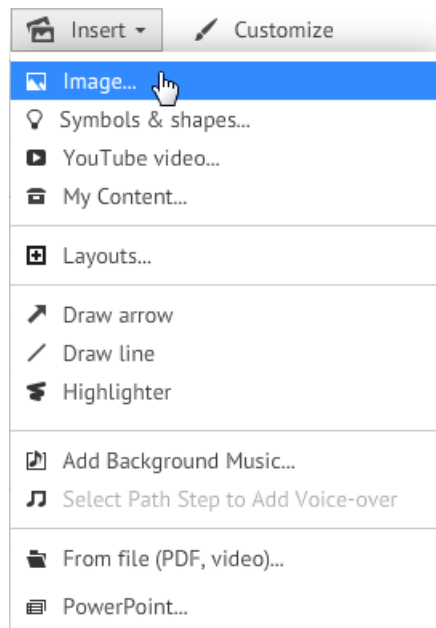 Insert Customize
Image...
Symbols & shapes...
YouTube video...
My Content...
Layouts...
Draw arrow
Draw line
Highlighter
Add Background Music...
Select Path Step to Add Voice-over
From file (PDF, video)...
PowerPoint...